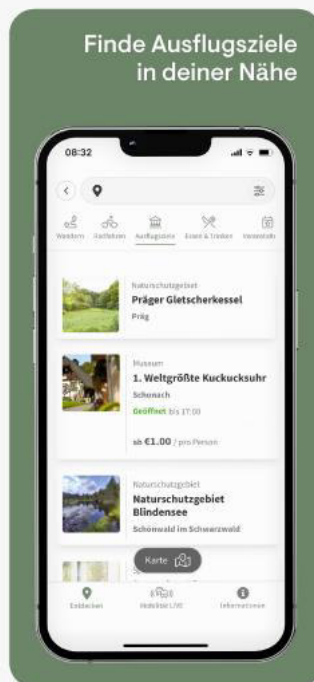 Finde Ausflugsziele
in deiner Nähe
08:32
Wandern Radfahren Ausflugsziele Essen & Trinken
Naturschutzgebiet
Präger Gletscherkessel
Präg
Museum
1. Weltgrößte Kuckucksuhr
Schonach
Geöffnet bis 17:00
ab €1.00 / pro Person
Naturschutzgebiet
Naturschutzgebiet
Blindensee
Schönwald im Schwarzwald
Karte
Entdecken LIVE Informationen